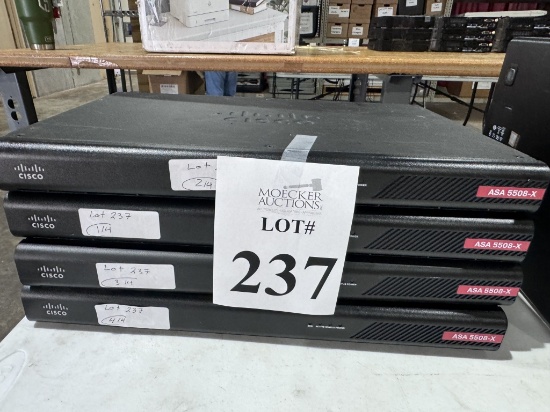 CISCO
Lot
2/4
ASA 5508-X
MOECKER
AUCTIONS
LOT#
237
CISCO
Lot 237
1/4
ASA 5508-X
CISCO
Lot 237
3/4
ASA 5508-X
CISCO
Lot 237
4/4
ASA 5508-X